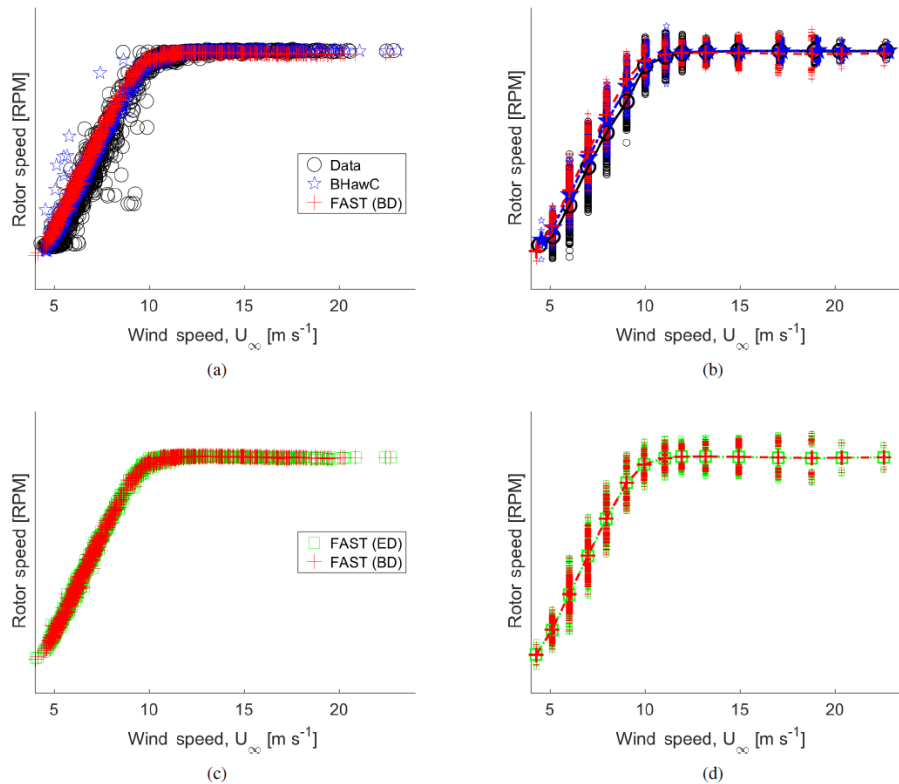 Rotor speed [RPM]
Data
BHawC
FAST (BD)
5 10 15 20
Wind speed, U∞ [m s⁻¹]
(a)
Rotor speed [RPM]
5 10 15 20
Wind speed, U∞ [m s⁻¹]
(b)
Rotor speed [RPM]
FAST (ED)
FAST (BD)
5 10 15 20
Wind speed, U∞ [m s⁻¹]
(c)
Rotor speed [RPM]
5 10 15 20
Wind speed, U∞ [m s⁻¹]
(d)